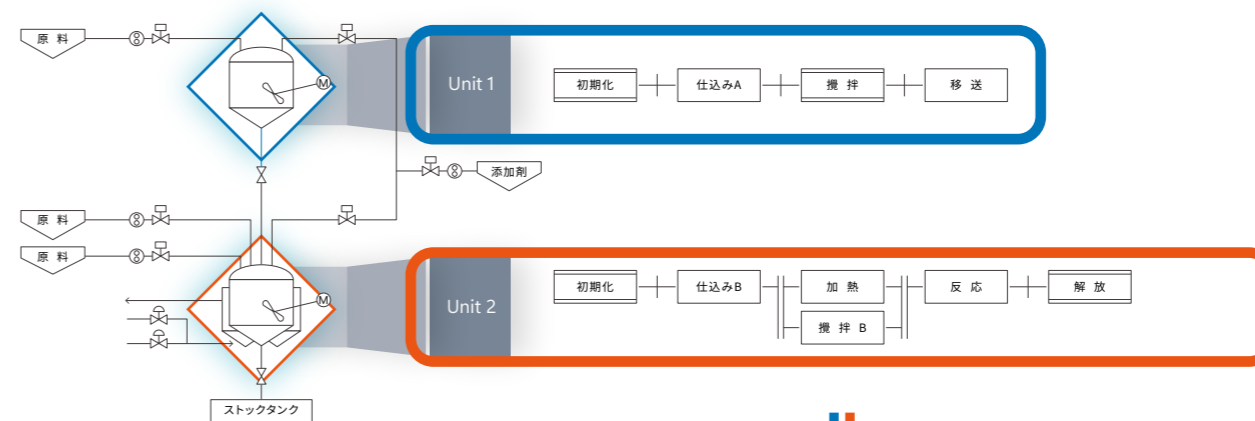 原 料
M
Unit 1
初期化
仕込みA
攪 拌
移 送
添加剤
原 料
原 料
M
Unit 2
初期化
仕込みB
加 熱
攪 拌 B
反 応
解 放
ストックタンク